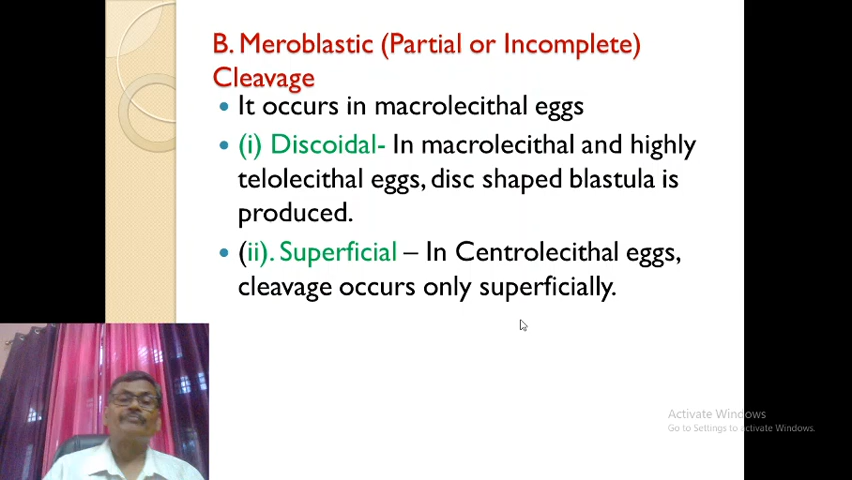 B. Meroblastic (Partial or Incomplete)
Cleavage
• It occurs in macrolecithal eggs
• (i) Discoidal- In macrolecithal and highly
telolecithal eggs, disc shaped blastula is
produced.
• (ii). Superficial – In Centrolecithal eggs,
cleavage occurs only superficially.
Activate Windows
Go to Settings to activate Windows.